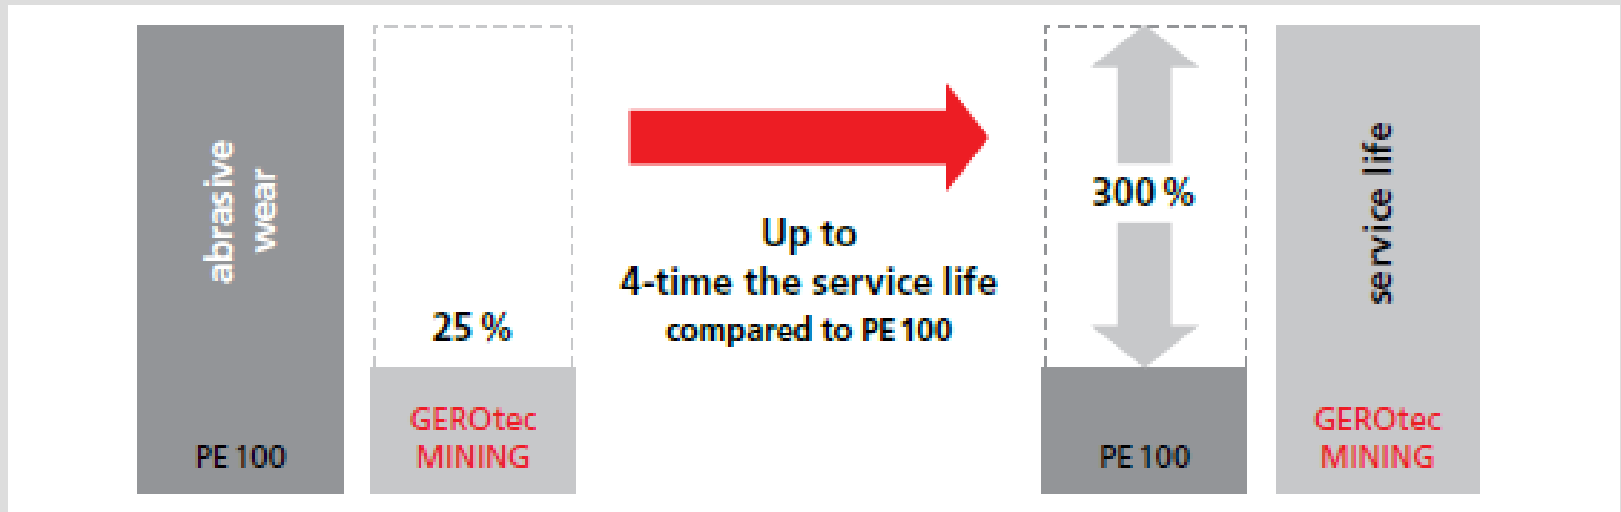 abrasive
wear
PE 100
25 %
GEROtec
MINING
Up to
4-time the service life
compared to PE 100
300 %
PE 100
service life
GEROtec
MINING